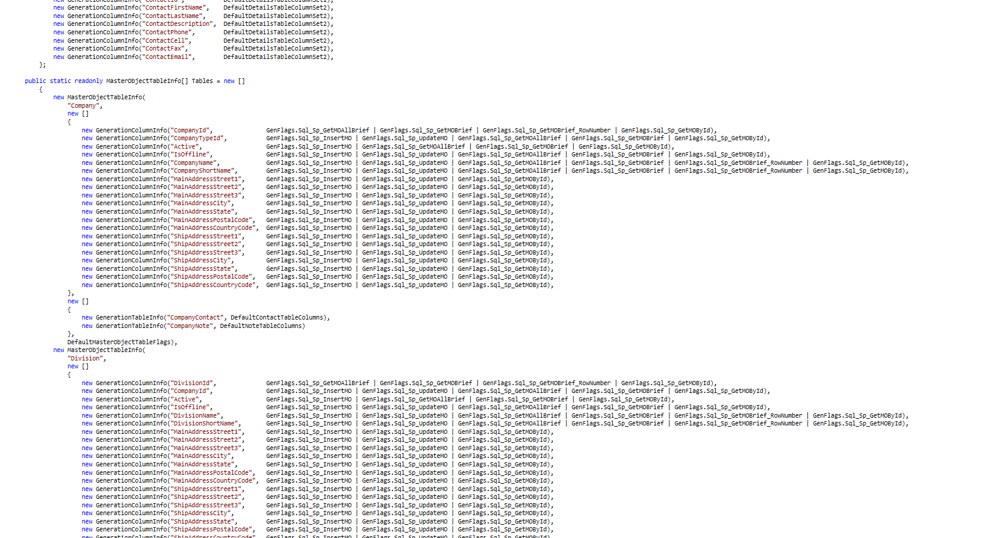 new GenerationColumnInfo("ContactId", DefaultDetailsTableColumnSet2),
new GenerationColumnInfo("ContactFirstName", DefaultDetailsTableColumnSet2),
new GenerationColumnInfo("ContactLastName", DefaultDetailsTableColumnSet2),
new GenerationColumnInfo("ContactDescription", DefaultDetailsTableColumnSet2),
new GenerationColumnInfo("ContactPhone", DefaultDetailsTableColumnSet2),
new GenerationColumnInfo("ContactCell", DefaultDetailsTableColumnSet2),
new GenerationColumnInfo("ContactFax", DefaultDetailsTableColumnSet2),
new GenerationColumnInfo("ContactEmail", DefaultDetailsTableColumnSet2),
};
public static readonly MasterObjectTableInfo[] Tables = new []
{
new MasterObjectTableInfo(
"Company",
new []
{
new GenerationColumnInfo("CompanyId", GenFlags.Sql_Sp_GetMOAllBrief | GenFlags.Sql_Sp_GetMOBrief | GenFlags.Sql_Sp_GetMOBrief_RowNumber | GenFlags.Sql_Sp_GetMOById),
new GenerationColumnInfo("CompanyTypeId", GenFlags.Sql_Sp_InsertMO | GenFlags.Sql_Sp_UpdateMO | GenFlags.Sql_Sp_GetMOAllBrief | GenFlags.Sql_Sp_GetMOBrief | GenFlags.Sql_Sp_GetMOById),
new GenerationColumnInfo("Active", GenFlags.Sql_Sp_GetMOAllBrief | GenFlags.Sql_Sp_GetMOBrief | GenFlags.Sql_Sp_GetMOById),
new GenerationColumnInfo("IsOffline", GenFlags.Sql_Sp_InsertMO | GenFlags.Sql_Sp_UpdateMO | GenFlags.Sql_Sp_GetMOAllBrief | GenFlags.Sql_Sp_GetMOBrief | GenFlags.Sql_Sp_GetMOById),
new GenerationColumnInfo("CompanyName", GenFlags.Sql_Sp_InsertMO | GenFlags.Sql_Sp_UpdateMO | GenFlags.Sql_Sp_GetMOAllBrief | GenFlags.Sql_Sp_GetMOBrief | GenFlags.Sql_Sp_GetMOBrief_RowNumber | GenFlags.Sql_Sp_GetMOById),
new GenerationColumnInfo("CompanyShortName", GenFlags.Sql_Sp_InsertMO | GenFlags.Sql_Sp_UpdateMO | GenFlags.Sql_Sp_GetMOAllBrief | GenFlags.Sql_Sp_GetMOBrief | GenFlags.Sql_Sp_GetMOBrief_RowNumber | GenFlags.Sql_Sp_GetMOById),
new GenerationColumnInfo("MainAddressStreet1", GenFlags.Sql_Sp_InsertMO | GenFlags.Sql_Sp_UpdateMO | GenFlags.Sql_Sp_GetMOById),
new GenerationColumnInfo("MainAddressStreet2", GenFlags.Sql_Sp_InsertMO | GenFlags.Sql_Sp_UpdateMO | GenFlags.Sql_Sp_GetMOById),
new GenerationColumnInfo("MainAddressStreet3", GenFlags.Sql_Sp_InsertMO | GenFlags.Sql_Sp_UpdateMO | GenFlags.Sql_Sp_GetMOById),
new GenerationColumnInfo("MainAddressCity", GenFlags.Sql_Sp_InsertMO | GenFlags.Sql_Sp_UpdateMO | GenFlags.Sql_Sp_GetMOById),
new GenerationColumnInfo("MainAddressState", GenFlags.Sql_Sp_InsertMO | GenFlags.Sql_Sp_UpdateMO | GenFlags.Sql_Sp_GetMOById),
new GenerationColumnInfo("MainAddressPostalCode", GenFlags.Sql_Sp_InsertMO | GenFlags.Sql_Sp_UpdateMO | GenFlags.Sql_Sp_GetMOById),
new GenerationColumnInfo("MainAddressCountryCode", GenFlags.Sql_Sp_InsertMO | GenFlags.Sql_Sp_UpdateMO | GenFlags.Sql_Sp_GetMOById),
new GenerationColumnInfo("ShipAddressStreet1", GenFlags.Sql_Sp_InsertMO | GenFlags.Sql_Sp_UpdateMO | GenFlags.Sql_Sp_GetMOById),
new GenerationColumnInfo("ShipAddressStreet2", GenFlags.Sql_Sp_InsertMO | GenFlags.Sql_Sp_UpdateMO | GenFlags.Sql_Sp_GetMOById),
new GenerationColumnInfo("ShipAddressStreet3", GenFlags.Sql_Sp_InsertMO | GenFlags.Sql_Sp_UpdateMO | GenFlags.Sql_Sp_GetMOById),
new GenerationColumnInfo("ShipAddressCity", GenFlags.Sql_Sp_InsertMO | GenFlags.Sql_Sp_UpdateMO | GenFlags.Sql_Sp_GetMOById),
new GenerationColumnInfo("ShipAddressState", GenFlags.Sql_Sp_InsertMO | GenFlags.Sql_Sp_UpdateMO | GenFlags.Sql_Sp_GetMOById),
new GenerationColumnInfo("ShipAddressPostalCode", GenFlags.Sql_Sp_InsertMO | GenFlags.Sql_Sp_UpdateMO | GenFlags.Sql_Sp_GetMOById),
new GenerationColumnInfo("ShipAddressCountryCode", GenFlags.Sql_Sp_InsertMO | GenFlags.Sql_Sp_UpdateMO | GenFlags.Sql_Sp_GetMOById),
},
new []
{
new GenerationTableInfo("CompanyContact", DefaultContactTableColumns),
new GenerationTableInfo("CompanyNote", DefaultNoteTableColumns)
},
DefaultMasterObjectTableFlags),
new MasterObjectTableInfo(
"Division",
new []
{
new GenerationColumnInfo("DivisionId", GenFlags.Sql_Sp_GetMOAllBrief | GenFlags.Sql_Sp_GetMOBrief | GenFlags.Sql_Sp_GetMOBrief_RowNumber | GenFlags.Sql_Sp_GetMOById),
new GenerationColumnInfo("CompanyId", GenFlags.Sql_Sp_InsertMO | GenFlags.Sql_Sp_UpdateMO | GenFlags.Sql_Sp_GetMOAllBrief | GenFlags.Sql_Sp_GetMOBrief | GenFlags.Sql_Sp_GetMOById),
new GenerationColumnInfo("Active", GenFlags.Sql_Sp_GetMOAllBrief | GenFlags.Sql_Sp_GetMOBrief | GenFlags.Sql_Sp_GetMOById),
new GenerationColumnInfo("IsOffline", GenFlags.Sql_Sp_InsertMO | GenFlags.Sql_Sp_UpdateMO | GenFlags.Sql_Sp_GetMOAllBrief | GenFlags.Sql_Sp_GetMOBrief | GenFlags.Sql_Sp_GetMOById),
new GenerationColumnInfo("DivisionName", GenFlags.Sql_Sp_InsertMO | GenFlags.Sql_Sp_UpdateMO | GenFlags.Sql_Sp_GetMOAllBrief | GenFlags.Sql_Sp_GetMOBrief | GenFlags.Sql_Sp_GetMOBrief_RowNumber | GenFlags.Sql_Sp_GetMOById),
new GenerationColumnInfo("DivisionShortName", GenFlags.Sql_Sp_InsertMO | GenFlags.Sql_Sp_UpdateMO | GenFlags.Sql_Sp_GetMOAllBrief | GenFlags.Sql_Sp_GetMOBrief | GenFlags.Sql_Sp_GetMOBrief_RowNumber | GenFlags.Sql_Sp_GetMOById),
new GenerationColumnInfo("MainAddressStreet1", GenFlags.Sql_Sp_InsertMO | GenFlags.Sql_Sp_UpdateMO | GenFlags.Sql_Sp_GetMOById),
new GenerationColumnInfo("MainAddressStreet2", GenFlags.Sql_Sp_InsertMO | GenFlags.Sql_Sp_UpdateMO | GenFlags.Sql_Sp_GetMOById),
new GenerationColumnInfo("MainAddressStreet3", GenFlags.Sql_Sp_InsertMO | GenFlags.Sql_Sp_UpdateMO | GenFlags.Sql_Sp_GetMOById),
new GenerationColumnInfo("MainAddressCity", GenFlags.Sql_Sp_InsertMO | GenFlags.Sql_Sp_UpdateMO | GenFlags.Sql_Sp_GetMOById),
new GenerationColumnInfo("MainAddressState", GenFlags.Sql_Sp_InsertMO | GenFlags.Sql_Sp_UpdateMO | GenFlags.Sql_Sp_GetMOById),
new GenerationColumnInfo("MainAddressPostalCode", GenFlags.Sql_Sp_InsertMO | GenFlags.Sql_Sp_UpdateMO | GenFlags.Sql_Sp_GetMOById),
new GenerationColumnInfo("MainAddressCountryCode", GenFlags.Sql_Sp_InsertMO | GenFlags.Sql_Sp_UpdateMO | GenFlags.Sql_Sp_GetMOById),
new GenerationColumnInfo("ShipAddressStreet1", GenFlags.Sql_Sp_InsertMO | GenFlags.Sql_Sp_UpdateMO | GenFlags.Sql_Sp_GetMOById),
new GenerationColumnInfo("ShipAddressStreet2", GenFlags.Sql_Sp_InsertMO | GenFlags.Sql_Sp_UpdateMO | GenFlags.Sql_Sp_GetMOById),
new GenerationColumnInfo("ShipAddressStreet3", GenFlags.Sql_Sp_InsertMO | GenFlags.Sql_Sp_UpdateMO | GenFlags.Sql_Sp_GetMOById),
new GenerationColumnInfo("ShipAddressCity", GenFlags.Sql_Sp_InsertMO | GenFlags.Sql_Sp_UpdateMO | GenFlags.Sql_Sp_GetMOById),
new GenerationColumnInfo("ShipAddressState", GenFlags.Sql_Sp_InsertMO | GenFlags.Sql_Sp_UpdateMO | GenFlags.Sql_Sp_GetMOById),
new GenerationColumnInfo("ShipAddressPostalCode", GenFlags.Sql_Sp_InsertMO | GenFlags.Sql_Sp_UpdateMO | GenFlags.Sql_Sp_GetMOById),
new GenerationColumnInfo("ShipAddressCountryCode", GenFlags.Sql_Sp_InsertMO | GenFlags.Sql_Sp_UpdateMO | GenFlags.Sql_Sp_GetMOById),